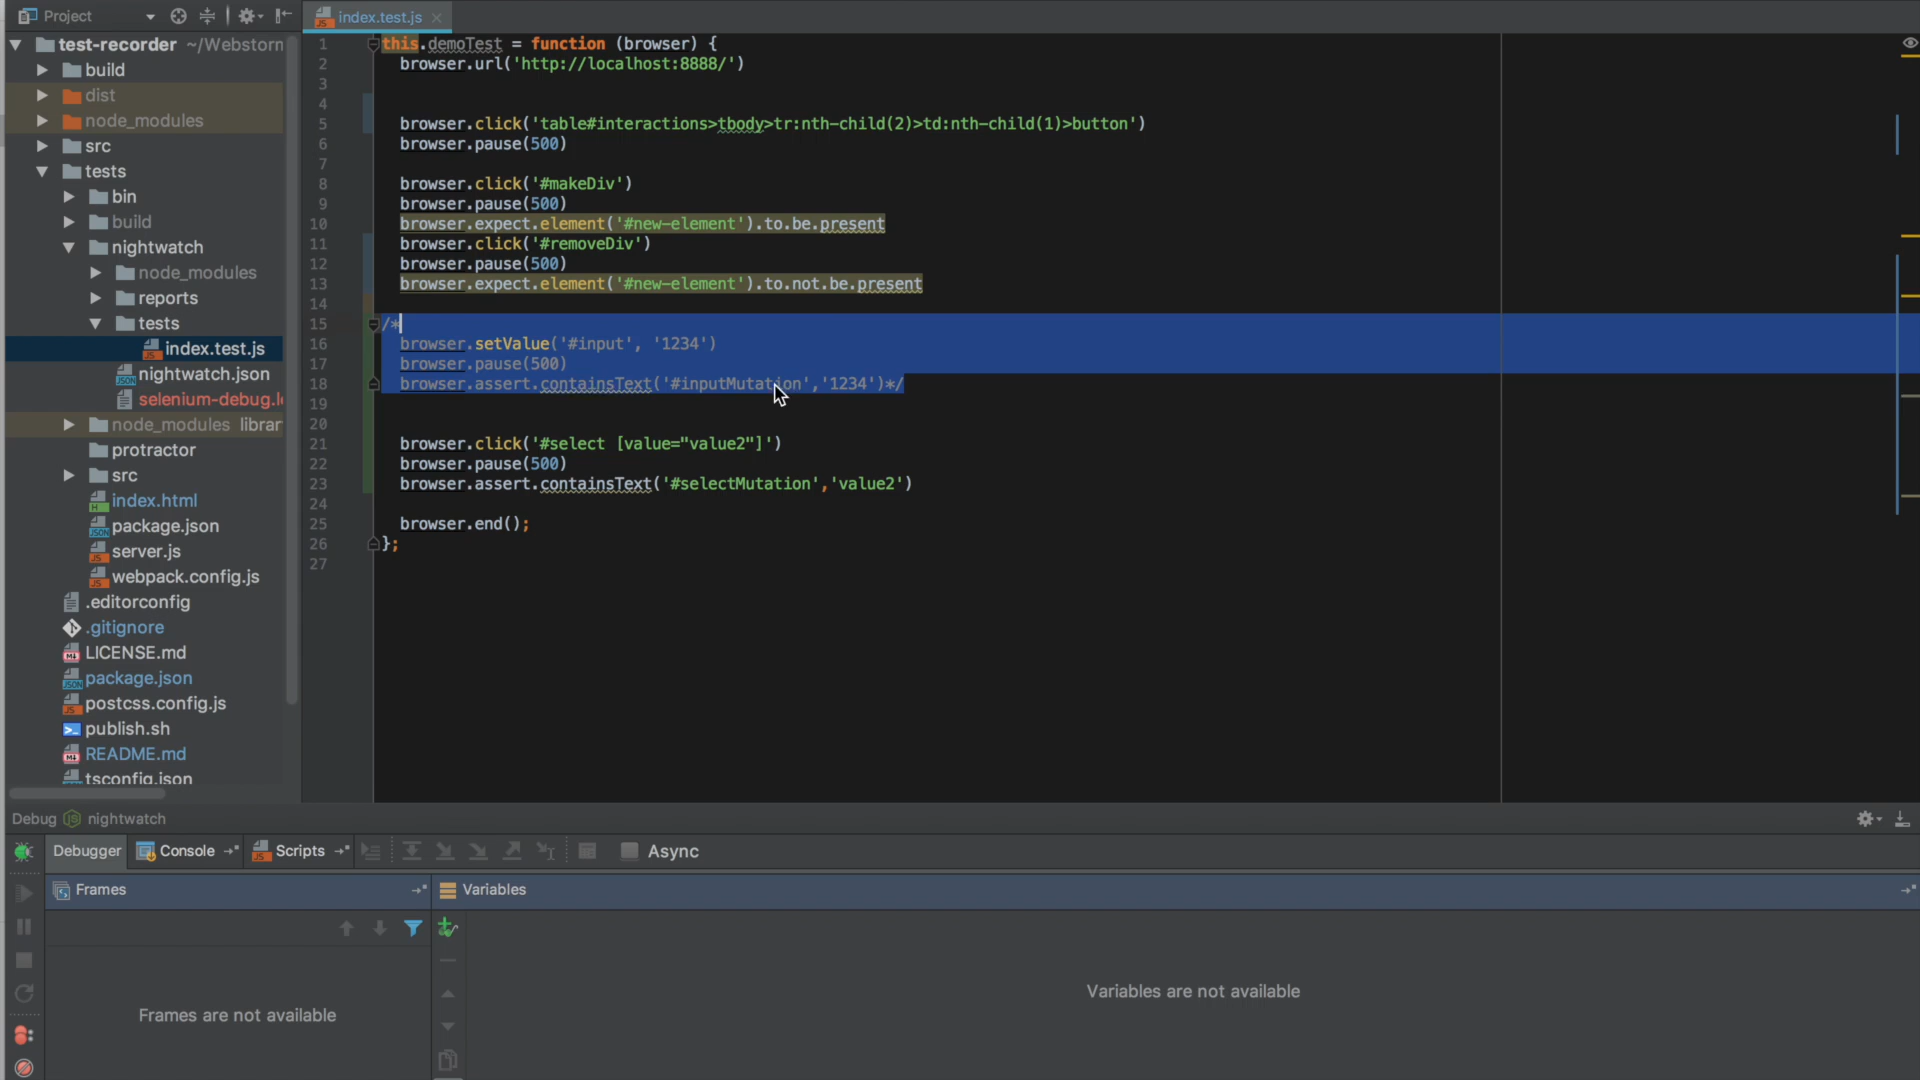 Project
index.test.js
test-recorder ~/Webstorm
build
dist
node_modules
src
tests
bin
build
nightwatch
node_modules
reports
tests
index.test.js
nightwatch.json
selenium-debug.l
node_modules librar
protractor
src
index.html
package.json
server.js
webpack.config.js
.editorconfig
.gitignore
LICENSE.md
package.json
postcss.config.js
publish.sh
README.md
tsconfig.json
1 this.demoTest = function (browser) {
2 browser.url('http://localhost:8888/')
3
4
5 browser.click('table#interactions>tbody>tr:nth-child(2)>td:nth-child(1)>button')
6 browser.pause(500)
7
8 browser.click('#makeDiv')
9 browser.pause(500)
10 browser.expect.element('#new-element').to.be.present
11 browser.click('#removeDiv')
12 browser.pause(500)
13 browser.expect.element('#new-element').to.not.be.present
14
15 /*
16 browser.setValue('#input', '1234')
17 browser.pause(500)
18 browser.assert.containsText('#inputMutation','1234')*/
19
20
21 browser.click('#select [value="value2"]')
22 browser.pause(500)
23 browser.assert.containsText('#selectMutation','value2')
24
25 browser.end();
26 };
27
Debug nightwatch
Debugger Console Scripts Async
Frames
Variables
Frames are not available
Variables are not available